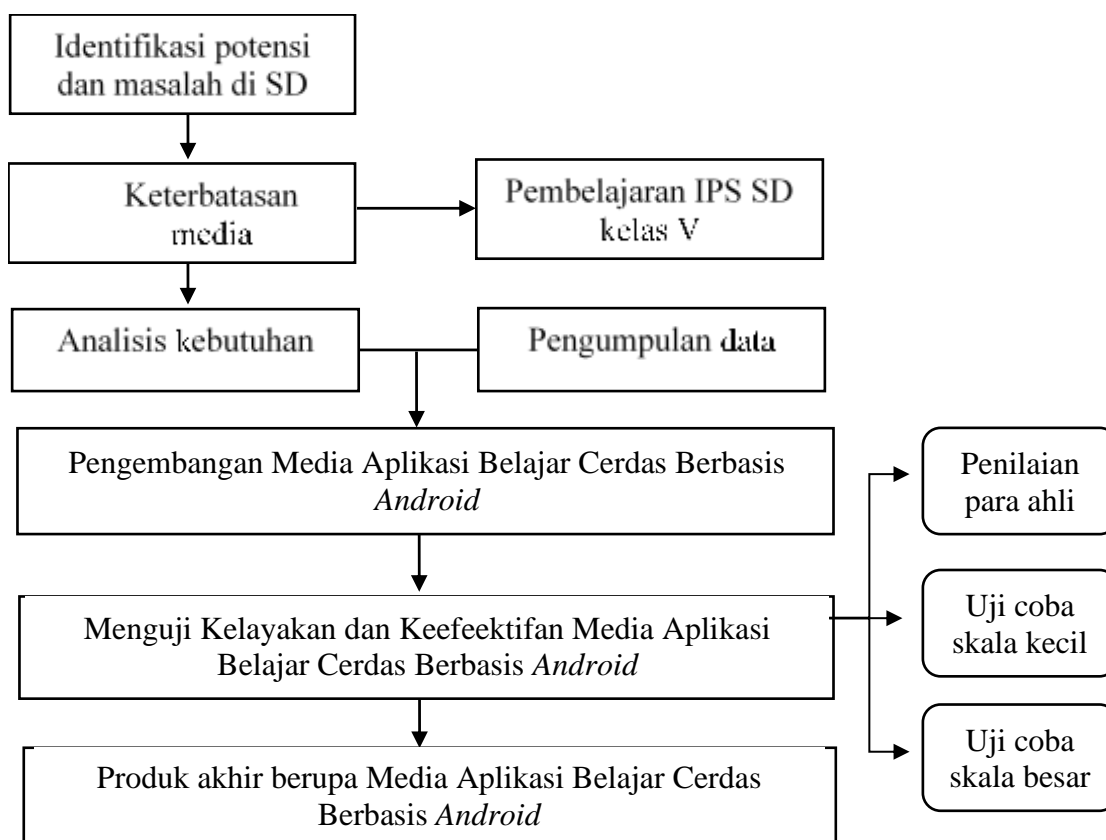 Identifikasi potensi
dan masalah di SD
Keterbatasan
media
Pembelajaran IPS SD
kelas V
Analisis kebutuhan
Pengumpulan data
Pengembangan Media Aplikasi Belajar Cerdas Berbasis
Android
Penilaian
para ahli
Menguji Kelayakan dan Keefeektifan Media Aplikasi
Belajar Cerdas Berbasis Android
Uji coba
skala kecil
Uji coba
skala besar
Produk akhir berupa Media Aplikasi Belajar Cerdas
Berbasis Android